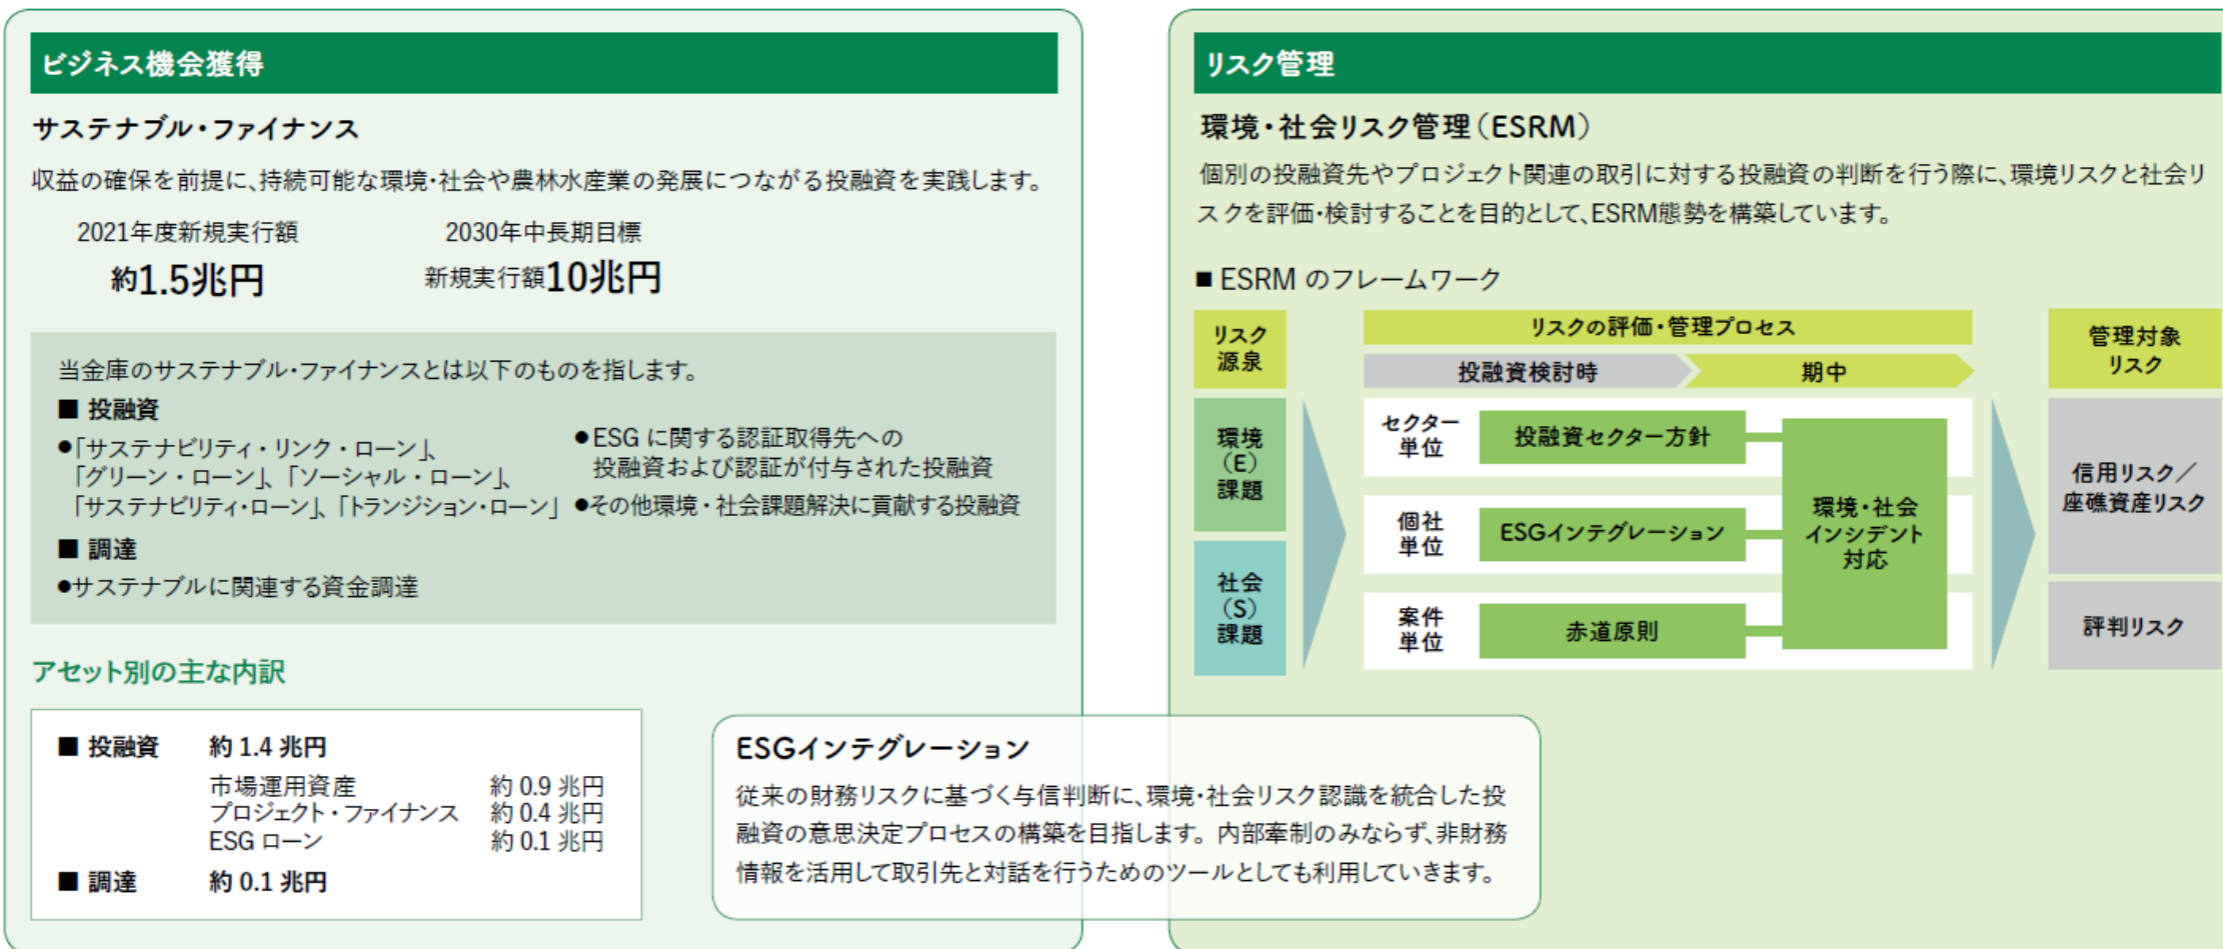 ビジネス機会獲得
サステナブル・ファイナンス
収益の確保を前提に、持続可能な環境・社会や農林水産業の発展につながる投融資を実践します。
2021年度新規実行額
約1.5兆円
2030年中長期目標
新規実行額10兆円
当金庫のサステナブル・ファイナンスとは以下のものを指します。
■ 投融資
●「サステナビリティ・リンク・ローン」、
「グリーン・ローン」、「ソーシャル・ローン」、
「サステナビリティ・ローン」、「トランジション・ローン」
●ESG に関する認証取得先への
投融資および認証が付与された投融資
●その他環境・社会課題解決に貢献する投融資
■ 調達
●サステナブルに関連する資金調達
アセット別の主な内訳
■ 投融資 約 1.4 兆円
市場運用資産 約 0.9 兆円
プロジェクト・ファイナンス 約 0.4 兆円
ESG ローン 約 0.1 兆円
■ 調達 約 0.1 兆円
ESGインテグレーション
従来の財務リスクに基づく与信判断に、環境・社会リスク認識を統合した投
融資の意思決定プロセスの構築を目指します。内部牽制のみならず、非財務
情報を活用して取引先と対話を行うためのツールとしても利用していきます。
リスク管理
環境・社会リスク管理（ESRM）
個別の投融資先やプロジェクト関連の取引に対する投融資の判断を行う際に、環境リスクと社会リ
スクを評価・検討することを目的として、ESRM態勢を構築しています。
■ ESRM のフレームワーク
リスク
源泉
環境
（E）
課題
社会
（S）
課題
リスクの評価・管理プロセス
投融資検討時
期中
セクター
単位
投融資セクター方針
個社
単位
ESGインテグレーション
案件
単位
赤道原則
環境・社会
インシデント
対応
管理対象
リスク
信用リスク／
座礁資産リスク
評判リスク